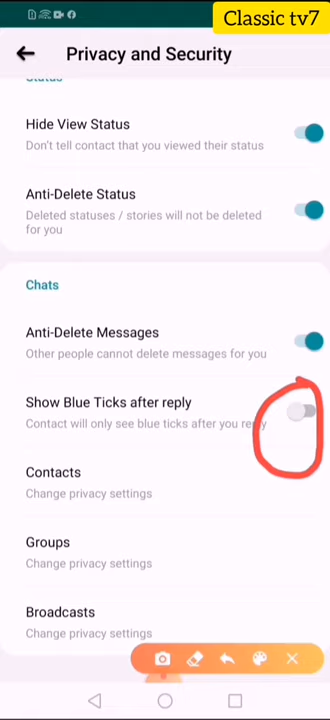 Classic tv7
Privacy and Security
Status
Hide View Status
Don't tell contact that you viewed their status
Anti-Delete Status
Deleted statuses / stories will not be deleted
for you
Chats
Anti-Delete Messages
Other people cannot delete messages for you
Show Blue Ticks after reply
Contact will only see blue ticks after you reply
Contacts
Change privacy settings
Groups
Change privacy settings
Broadcasts
Change privacy settings